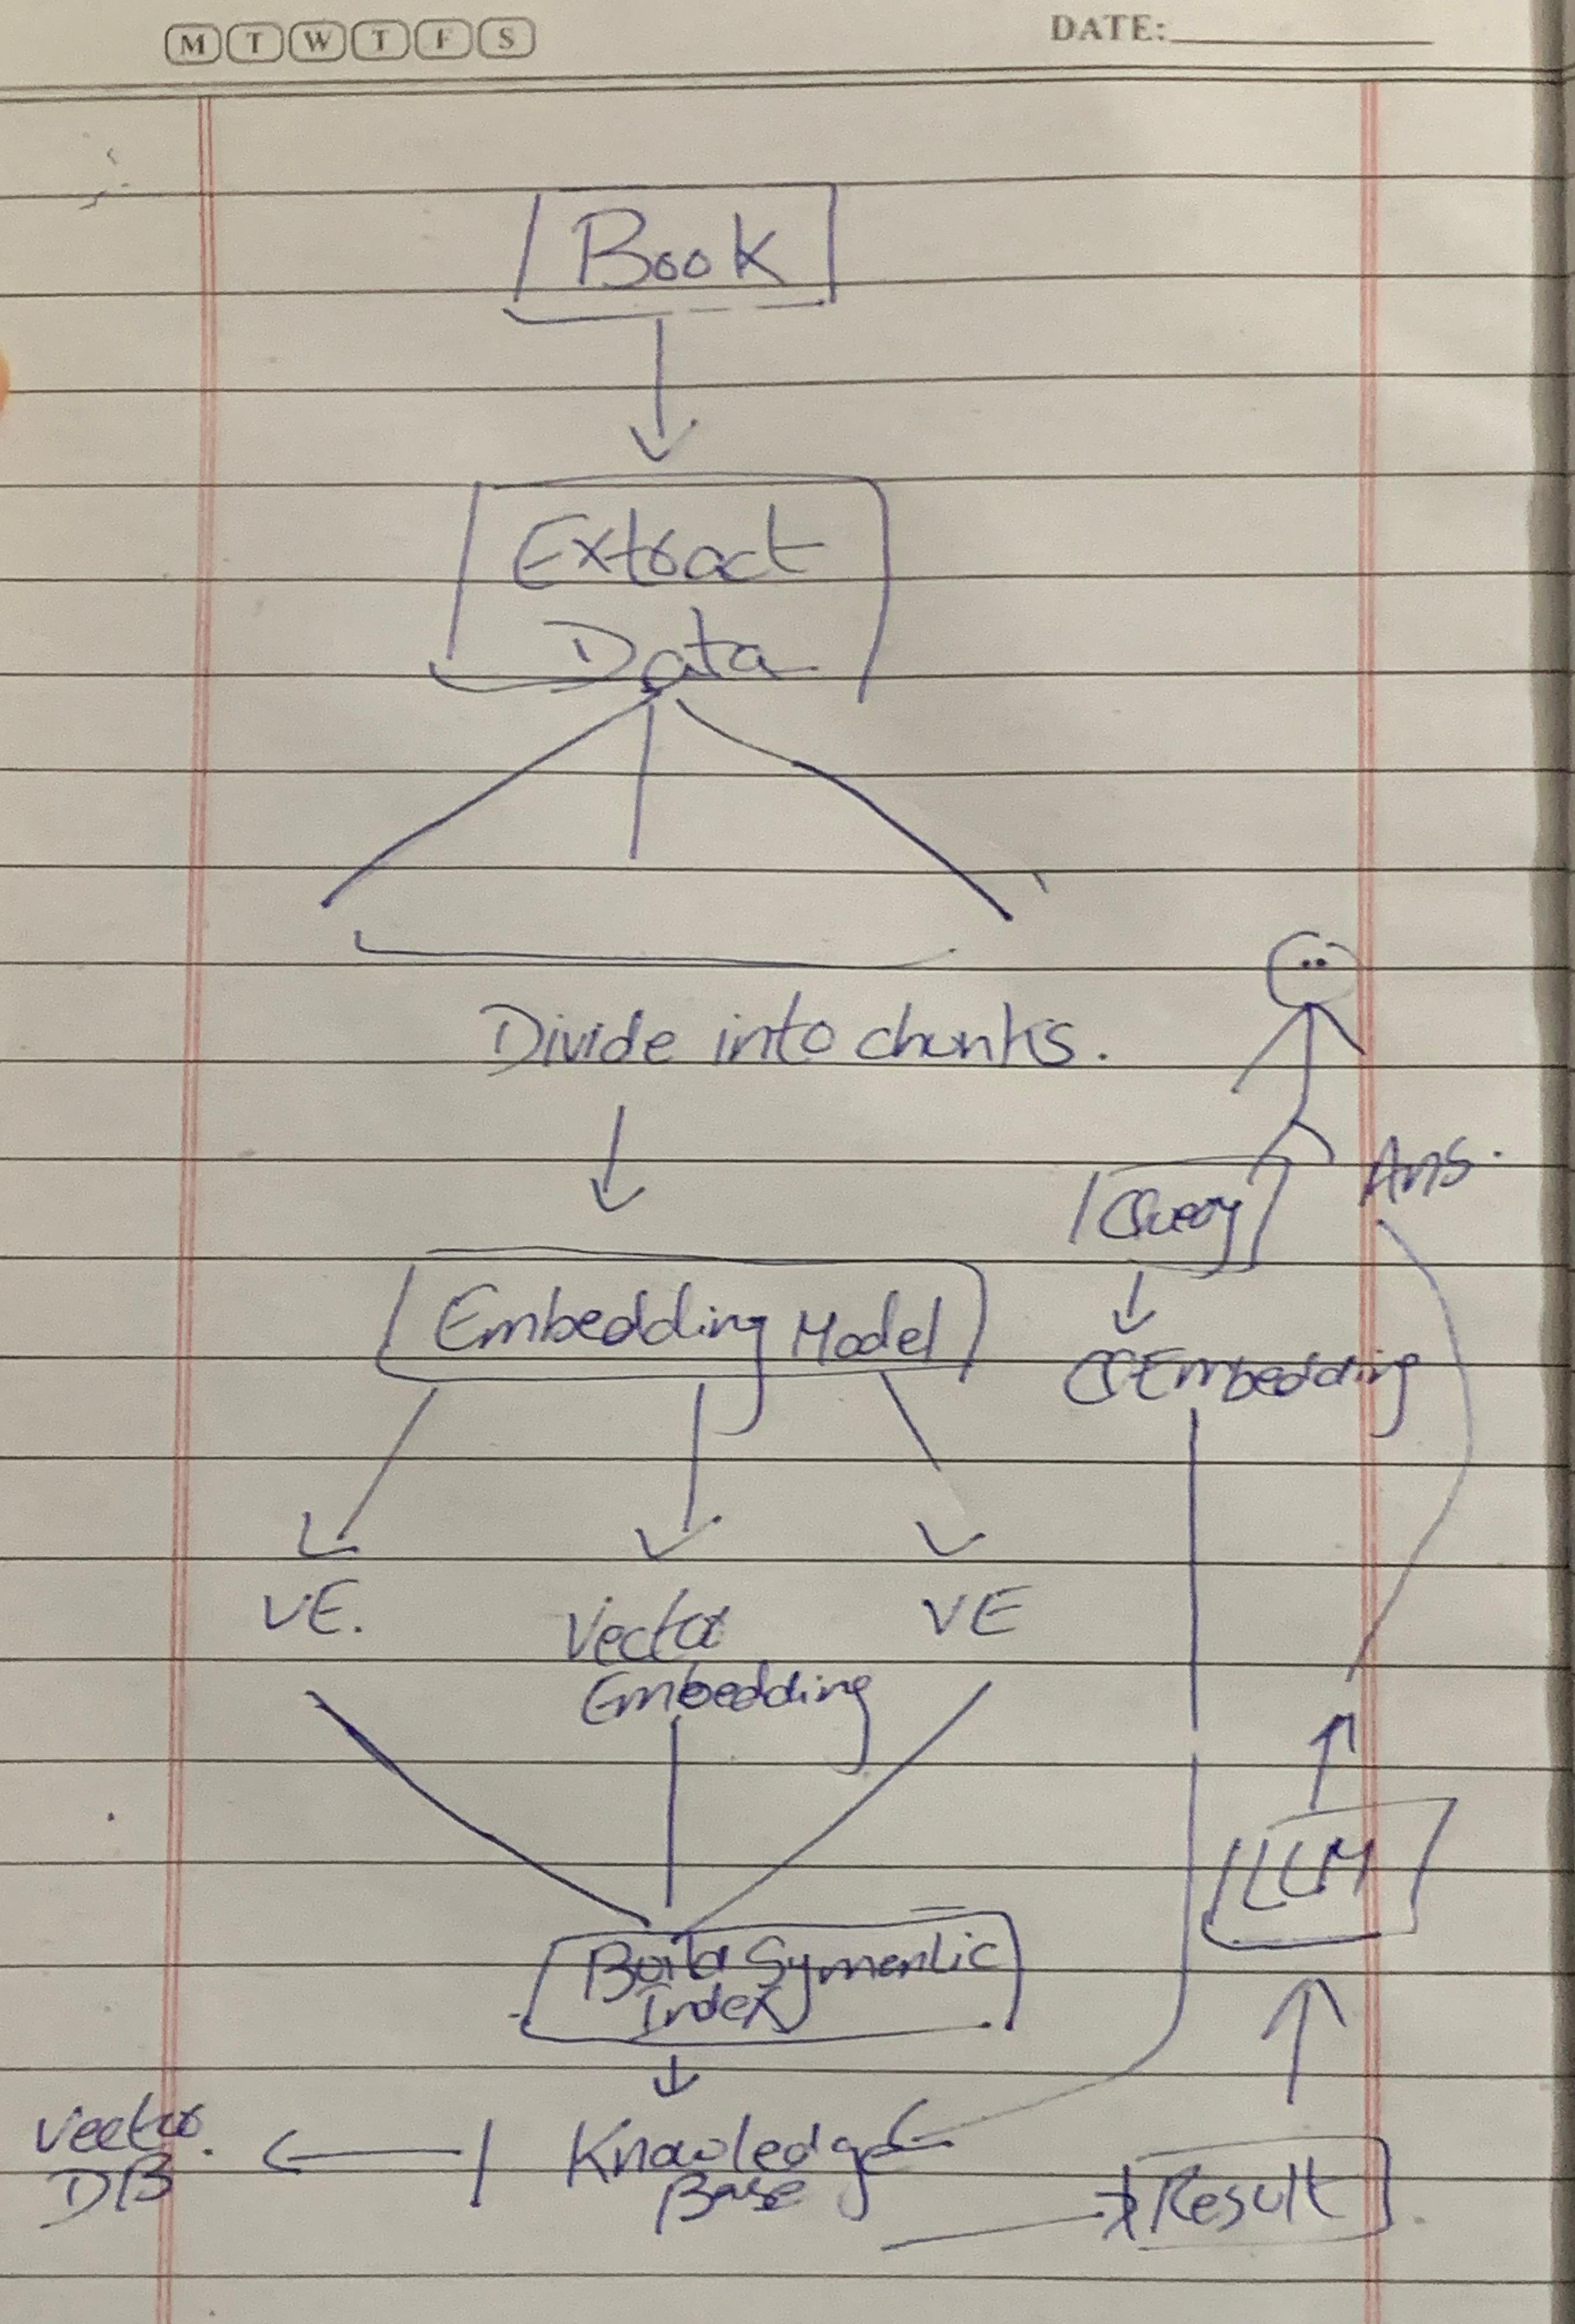 M T W T F S
DATE:
Book
Extract
Data
Divide into chunks.
Query
Ans.
Embedding Model
QEmbedding
VE.
Vector
Embedding
VE
LLM
Build Symentic
Index
Vector
DB
Knowledge
Base
Result